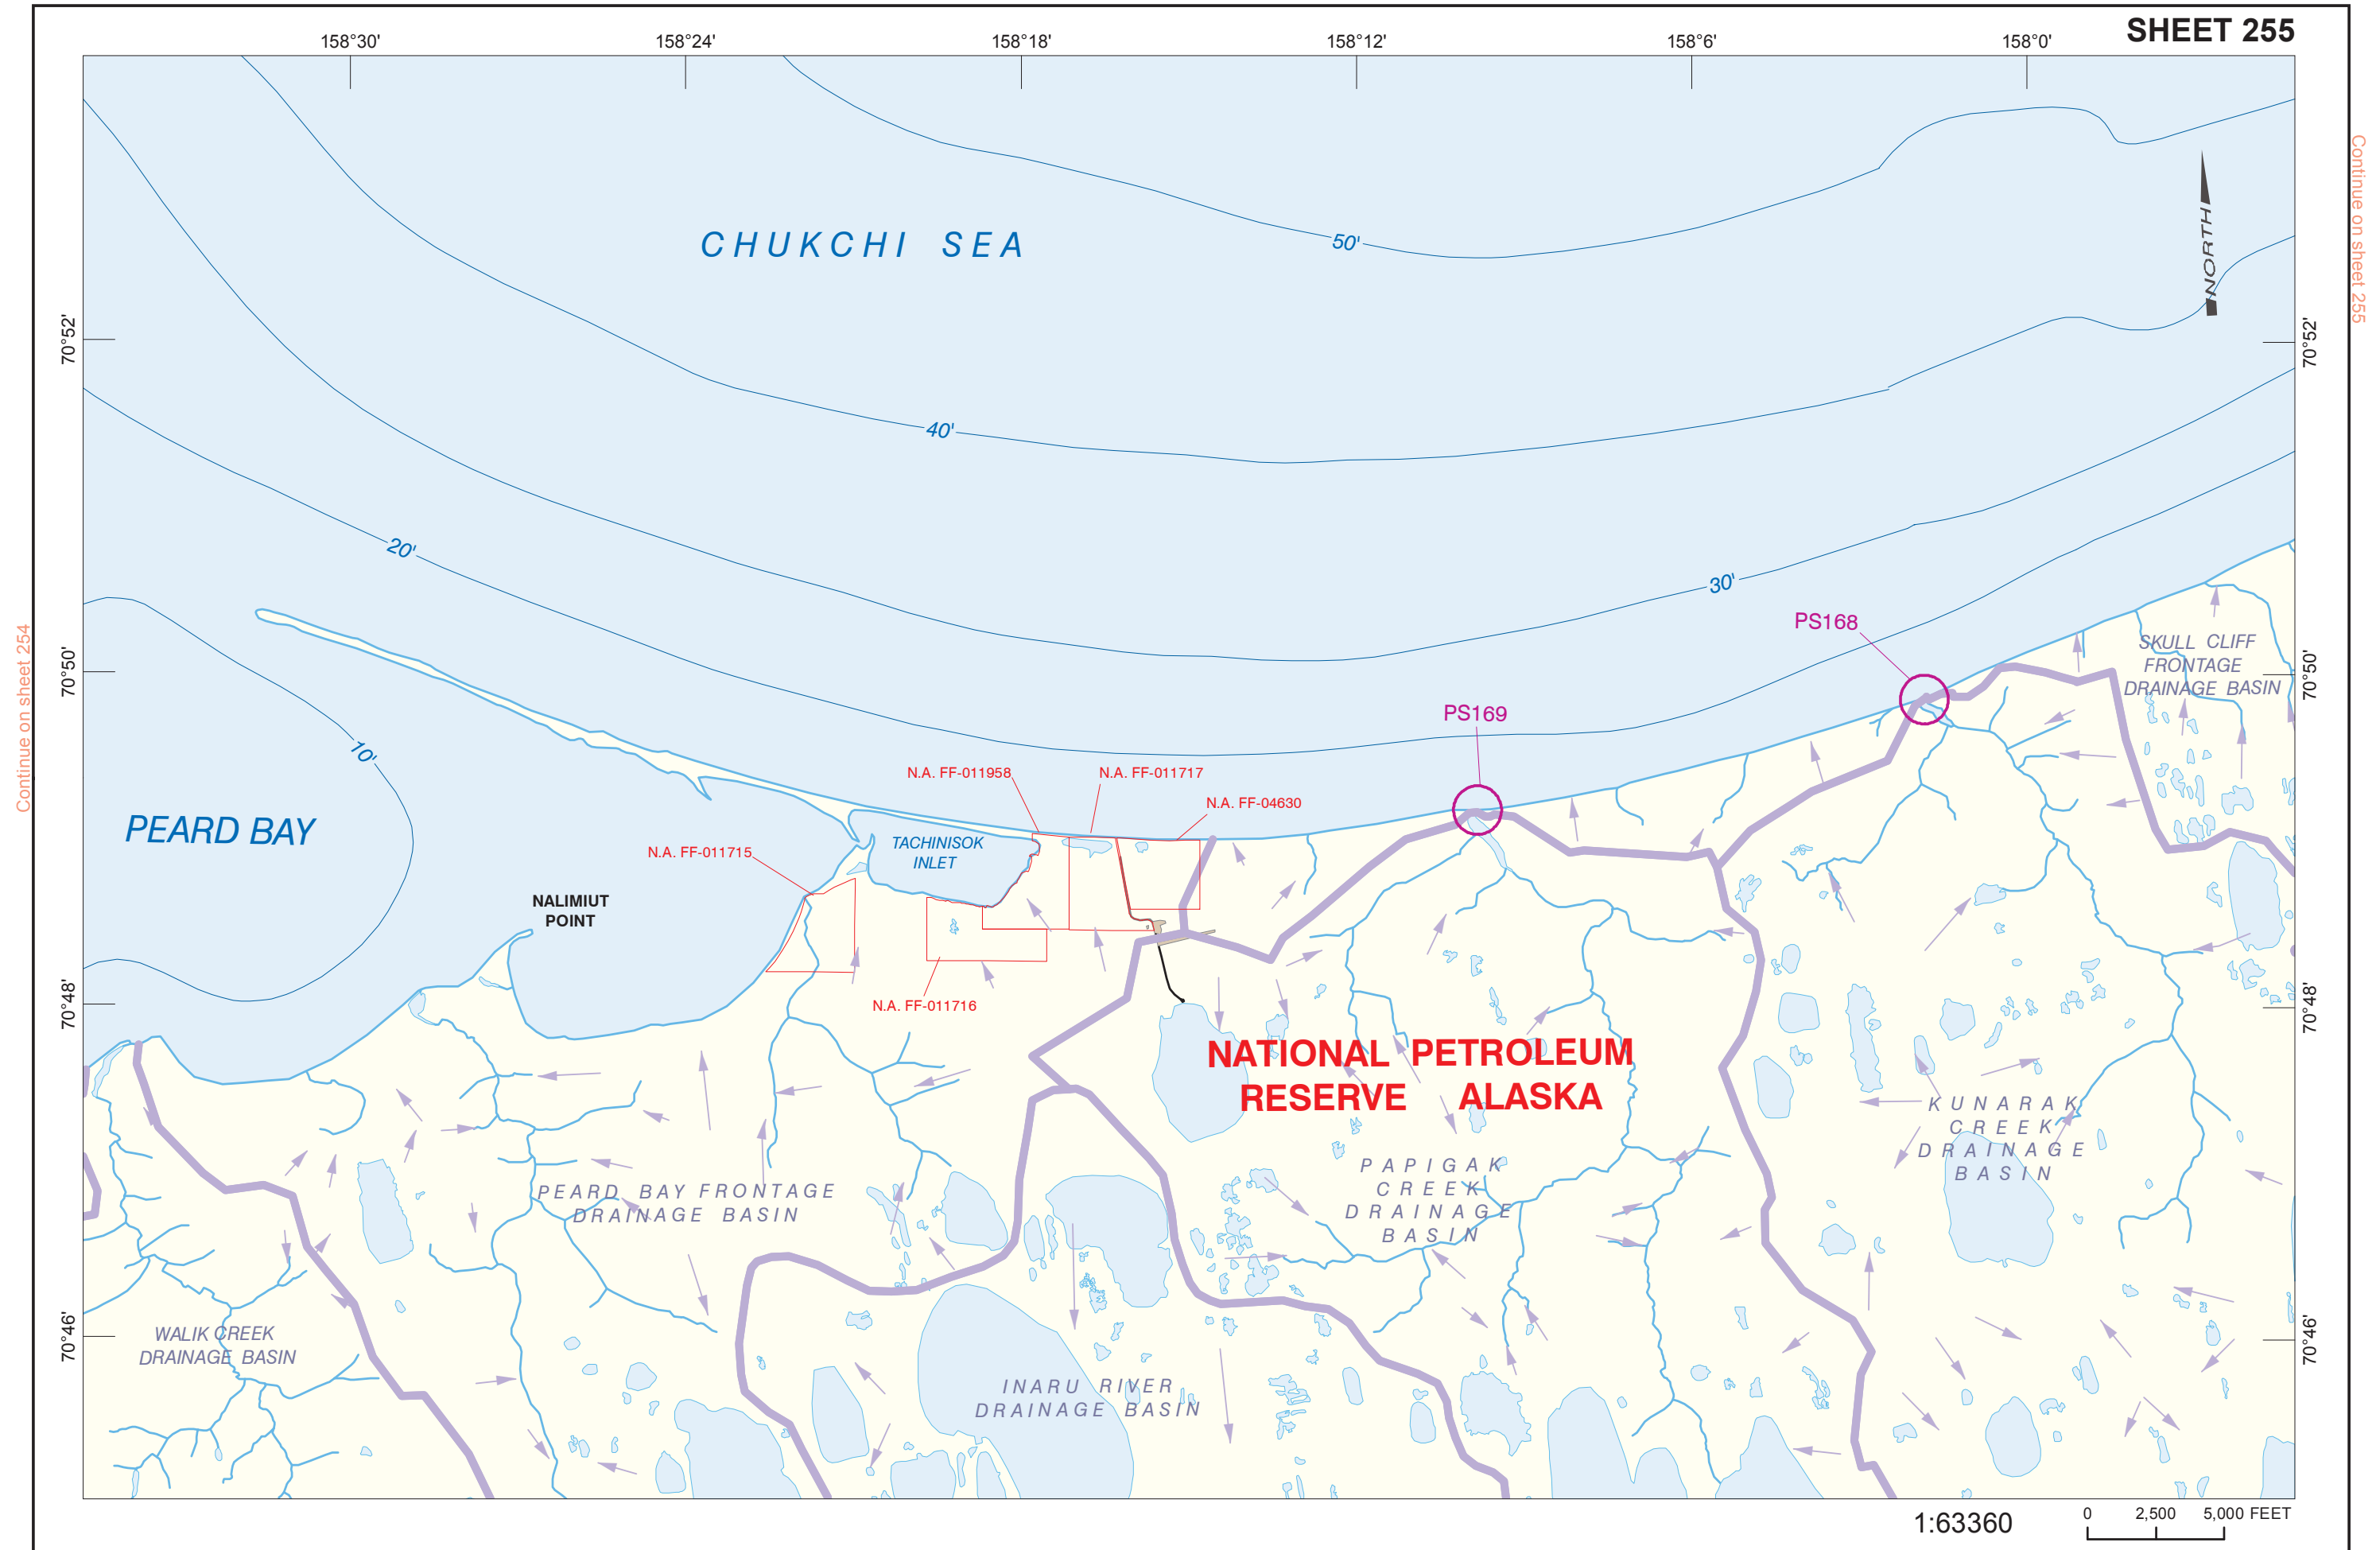 SHEET 255
158°30'
158°24'
158°18'
158°12'
158°6'
158°0'
Continue on sheet 255
NORTH
CHUKCHI SEA
50'
70°52'
70°52'
40'
20'
30'
PS168
Continue on sheet 254
70°50'
70°50'
SKULL CLIFF
FRONTAGE
DRAINAGE BASIN
PS169
10'
N.A. FF-011958
N.A. FF-011717
N.A. FF-04630
PEARD BAY
TACHINISOK
INLET
N.A. FF-011715
NALIMIUT
POINT
N.A. FF-011716
70°48'
70°48'
NATIONAL PETROLEUM
RESERVE ALASKA
KUNARAK
CREEK
DRAINAGE
BASIN
PAPIGAK
CREEK
DRAINAGE
BASIN
PEARD BAY FRONTAGE
DRAINAGE BASIN
70°46'
70°46'
WALIK CREEK
DRAINAGE BASIN
INARU RIVER
DRAINAGE BASIN
1:63360
0 2,500 5,000 FEET